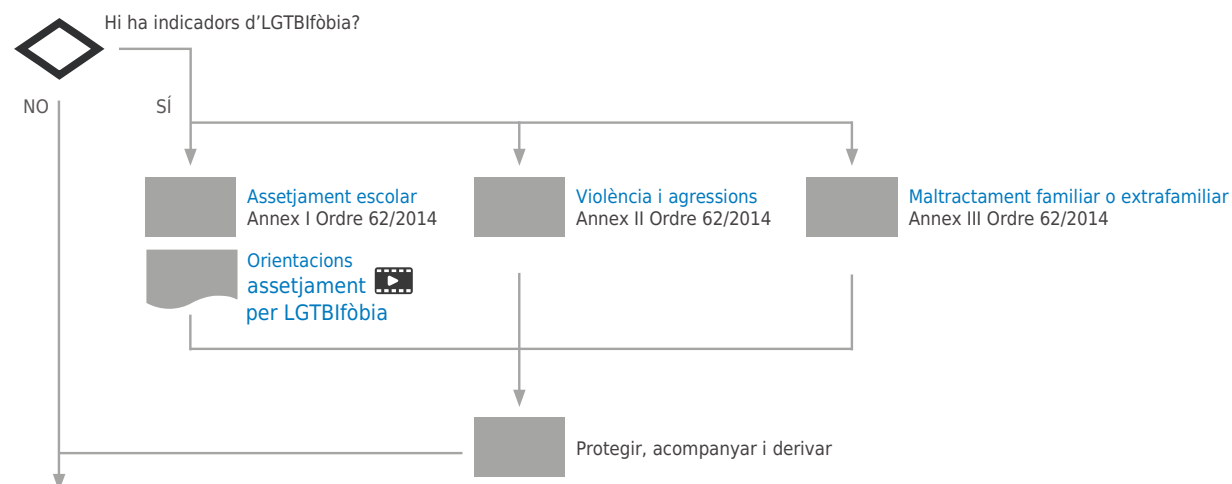 Hi ha indicadors d’LGTBIfòbia?
NO
SÍ
Assetjament escolar
Annex I Ordre 62/2014
Orientacions
assetjament
per LGTBIfòbia
Violència i agressions
Annex II Ordre 62/2014
Maltractament familiar o extrafamiliar
Annex III Ordre 62/2014
Protegir, acompanyar i derivar